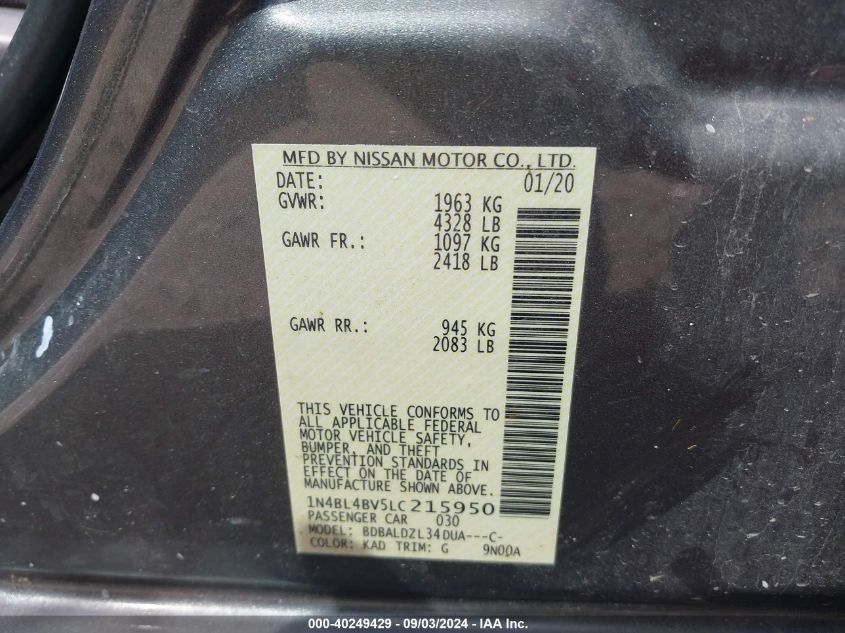 MFD BY NISSAN MOTOR CO., LTD.
DATE: 01/20
GVWR: 1963 KG
4328 LB
GAWR FR.: 1097 KG
2418 LB
GAWR RR.: 945 KG
2083 LB
THIS VEHICLE CONFORMS TO
ALL APPLICABLE FEDERAL
MOTOR VEHICLE SAFETY,
BUMPER, AND THEFT
PREVENTION STANDARDS IN
EFFECT ON THE DATE OF
MANUFACTURE SHOWN ABOVE.
1N4BL4BV5LC215950
PASSENGER CAR 030
MODEL: BDBALDZL34DUA---C-
COLOR: KAD TRIM: G 9N00A
000-40249429 - 09/03/2024 - IAA Inc.